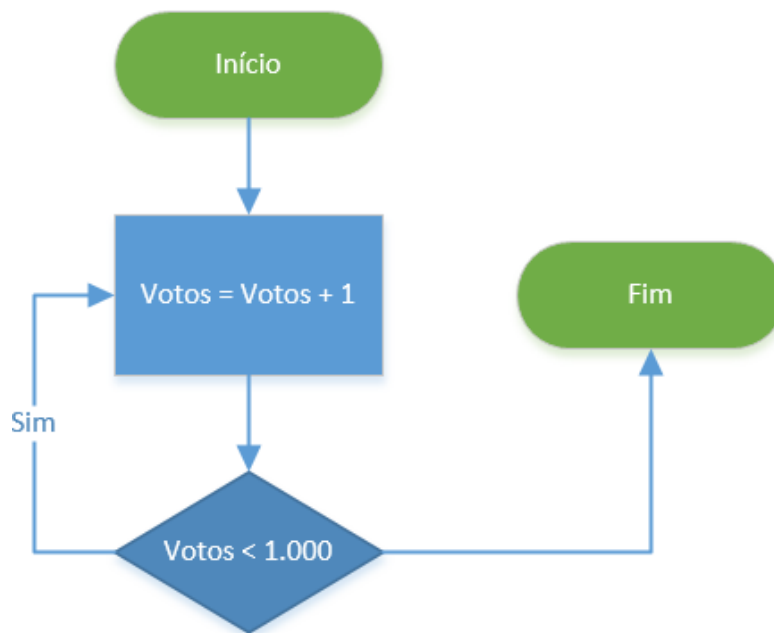 Início
Votos = Votos + 1
Fim
Sim
Votos < 1.000